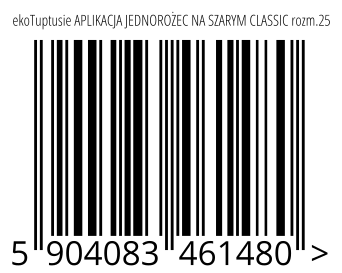 ekoTuptusie APLIKACJA JEDNOROŻEC NA SZARYM CLASSIC rozm.25
5 904083 461480 >